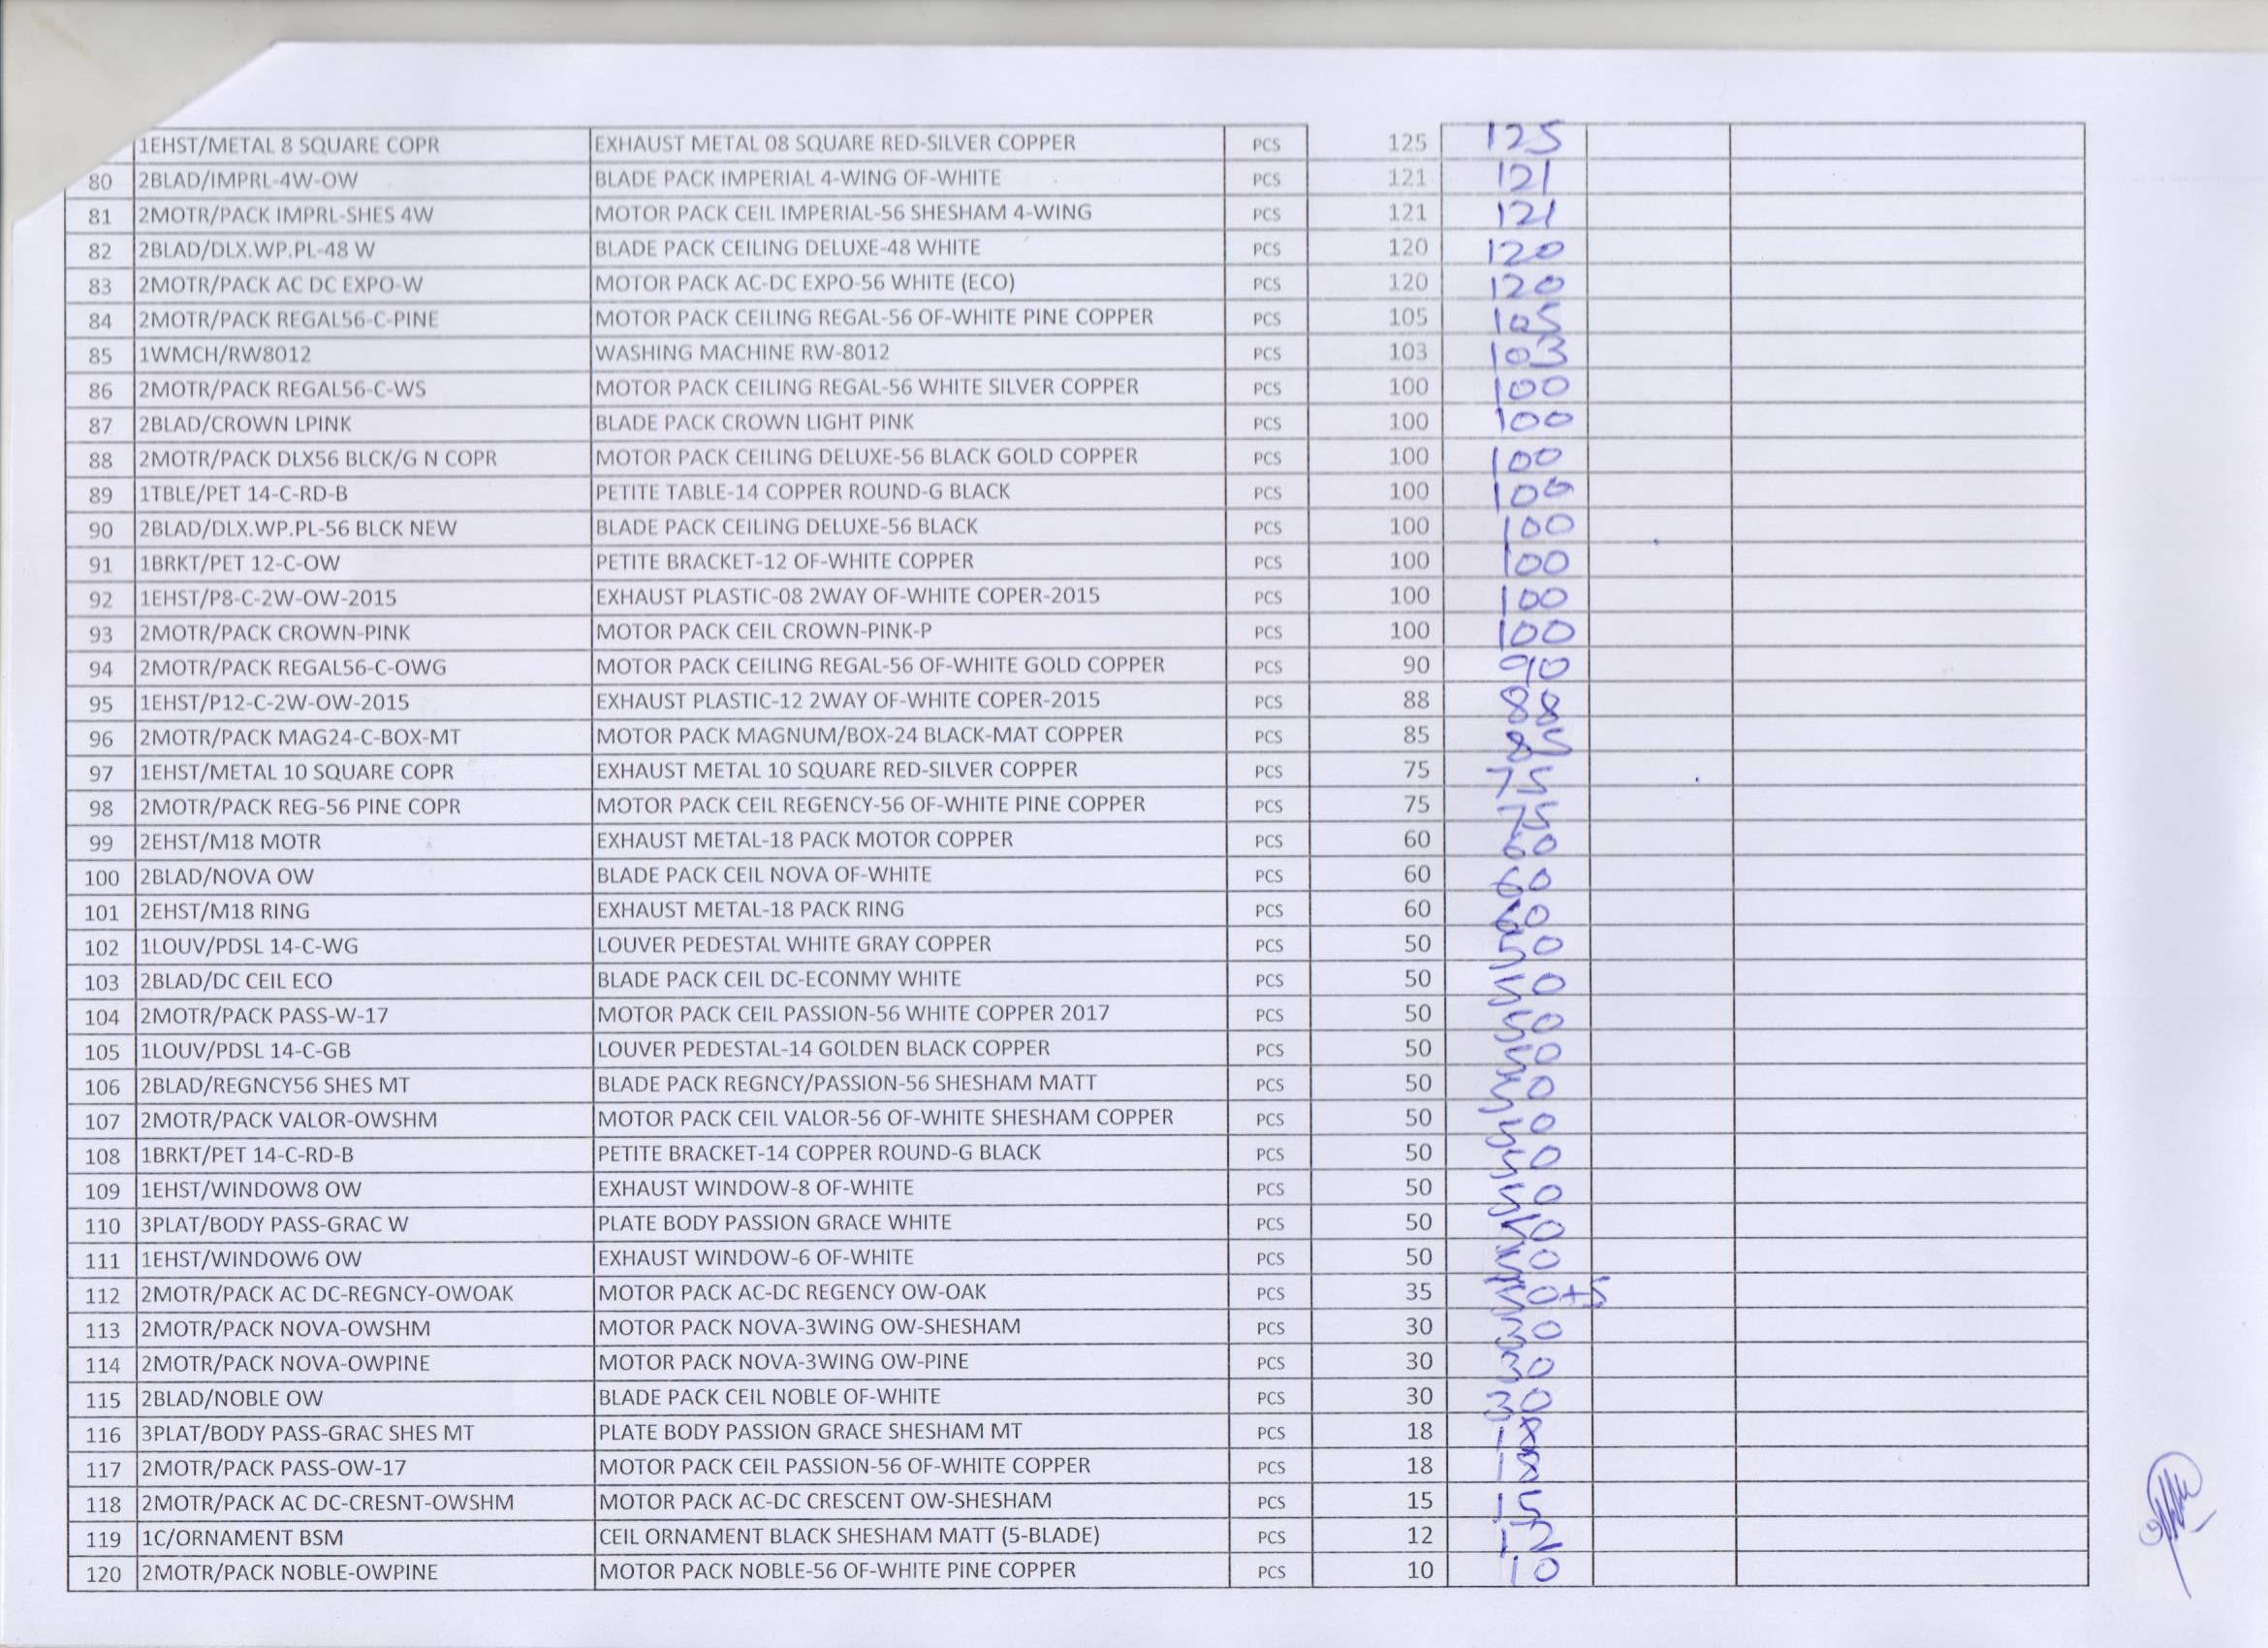 1EHST/METAL 8 SQUARE COPR EXHAUST METAL 08 SQUARE RED-SILVER COPPER PCS 125 125
80 2BLAD/IMPRL-4W-OW BLADE PACK IMPERIAL 4-WING OF-WHITE PCS 121 121
81 2MOTR/PACK IMPRL-SHES 4W MOTOR PACK CEIL IMPERIAL-56 SHESHAM 4-WING PCS 121 121
82 2BLAD/DLX.WP.PL-48 W BLADE PACK CEILING DELUXE-48 WHITE PCS 120 120
83 2MOTR/PACK AC DC EXPO-W MOTOR PACK AC-DC EXPO-56 WHITE (ECO) PCS 120 120
84 2MOTR/PACK REGAL56-C-PINE MOTOR PACK CEILING REGAL-56 OF-WHITE PINE COPPER PCS 105 105
85 1WMCH/RW8012 WASHING MACHINE RW-8012 PCS 103 103
86 2MOTR/PACK REGAL56-C-WS MOTOR PACK CEILING REGAL-56 WHITE SILVER COPPER PCS 100 100
87 2BLAD/CROWN LPINK BLADE PACK CROWN LIGHT PINK PCS 100 100
88 2MOTR/PACK DLX56 BLCK/G N COPR MOTOR PACK CEILING DELUXE-56 BLACK GOLD COPPER PCS 100 100
89 1TBLE/PET 14-C-RD-B PETITE TABLE-14 COPPER ROUND-G BLACK PCS 100 100
90 2BLAD/DLX.WP.PL-56 BLCK NEW BLADE PACK CEILING DELUXE-56 BLACK PCS 100 100
91 1BRKT/PET 12-C-OW PETITE BRACKET-12 OF-WHITE COPPER PCS 100 100
92 1EHST/P8-C-2W-OW-2015 EXHAUST PLASTIC-08 2WAY OF-WHITE COPER-2015 PCS 100 100
93 2MOTR/PACK CROWN-PINK MOTOR PACK CEIL CROWN-PINK-P PCS 100 100
94 2MOTR/PACK REGAL56-C-OWG MOTOR PACK CEILING REGAL-56 OF-WHITE GOLD COPPER PCS 90 90
95 1EHST/P12-C-2W-OW-2015 EXHAUST PLASTIC-12 2WAY OF-WHITE COPER-2015 PCS 88 88
96 2MOTR/PACK MAG24-C-BOX-MT MOTOR PACK MAGNUM/BOX-24 BLACK-MAT COPPER PCS 85 85
97 1EHST/METAL 10 SQUARE COPR EXHAUST METAL 10 SQUARE RED-SILVER COPPER PCS 75 75
98 2MOTR/PACK REG-56 PINE COPR MOTOR PACK CEIL REGENCY-56 OF-WHITE PINE COPPER PCS 75 75
99 2EHST/M18 MOTR EXHAUST METAL-18 PACK MOTOR COPPER PCS 60 60
100 2BLAD/NOVA OW BLADE PACK CEIL NOVA OF-WHITE PCS 60 60
101 2EHST/M18 RING EXHAUST METAL-18 PACK RING PCS 60 60
102 1LOUV/PDSL 14-C-WG LOUVER PEDESTAL WHITE GRAY COPPER PCS 50 50
103 2BLAD/DC CEIL ECO BLADE PACK CEIL DC-ECONMY WHITE PCS 50 50
104 2MOTR/PACK PASS-W-17 MOTOR PACK CEIL PASSION-56 WHITE COPPER 2017 PCS 50 50
105 1LOUV/PDSL 14-C-GB LOUVER PEDESTAL-14 GOLDEN BLACK COPPER PCS 50 50
106 2BLAD/REGNCY56 SHES MT BLADE PACK REGNCY/PASSION-56 SHESHAM MATT PCS 50 50
107 2MOTR/PACK VALOR-OWSHM MOTOR PACK CEIL VALOR-56 OF-WHITE SHESHAM COPPER PCS 50 50
108 1BRKT/PET 14-C-RD-B PETITE BRACKET-14 COPPER ROUND-G BLACK PCS 50 50
109 1EHST/WINDOW8 OW EXHAUST WINDOW-8 OF-WHITE PCS 50 50
110 3PLAT/BODY PASS-GRAC W PLATE BODY PASSION GRACE WHITE PCS 50 50
111 1EHST/WINDOW6 OW EXHAUST WINDOW-6 OF-WHITE PCS 50 50
112 2MOTR/PACK AC DC-REGNCY-OWOAK MOTOR PACK AC-DC REGENCY OW-OAK PCS 35
113 2MOTR/PACK NOVA-OWSHM MOTOR PACK NOVA-3WING OW-SHESHAM PCS 30 30
114 2MOTR/PACK NOVA-OWPINE MOTOR PACK NOVA-3WING OW-PINE PCS 30 30
115 2BLAD/NOBLE OW BLADE PACK CEIL NOBLE OF-WHITE PCS 30 30
116 3PLAT/BODY PASS-GRAC SHES MT PLATE BODY PASSION GRACE SHESHAM MT PCS 18 18
117 2MOTR/PACK PASS-OW-17 MOTOR PACK CEIL PASSION-56 OF-WHITE COPPER PCS 18 18
118 2MOTR/PACK AC DC-CRESNT-OWSHM MOTOR PACK AC-DC CRESCENT OW-SHESHAM PCS 15 15
119 1C/ORNAMENT BSM CEIL ORNAMENT BLACK SHESHAM MATT (5-BLADE) PCS 12 12
120 2MOTR/PACK NOBLE-OWPINE MOTOR PACK NOBLE-56 OF-WHITE PINE COPPER PCS 10 10